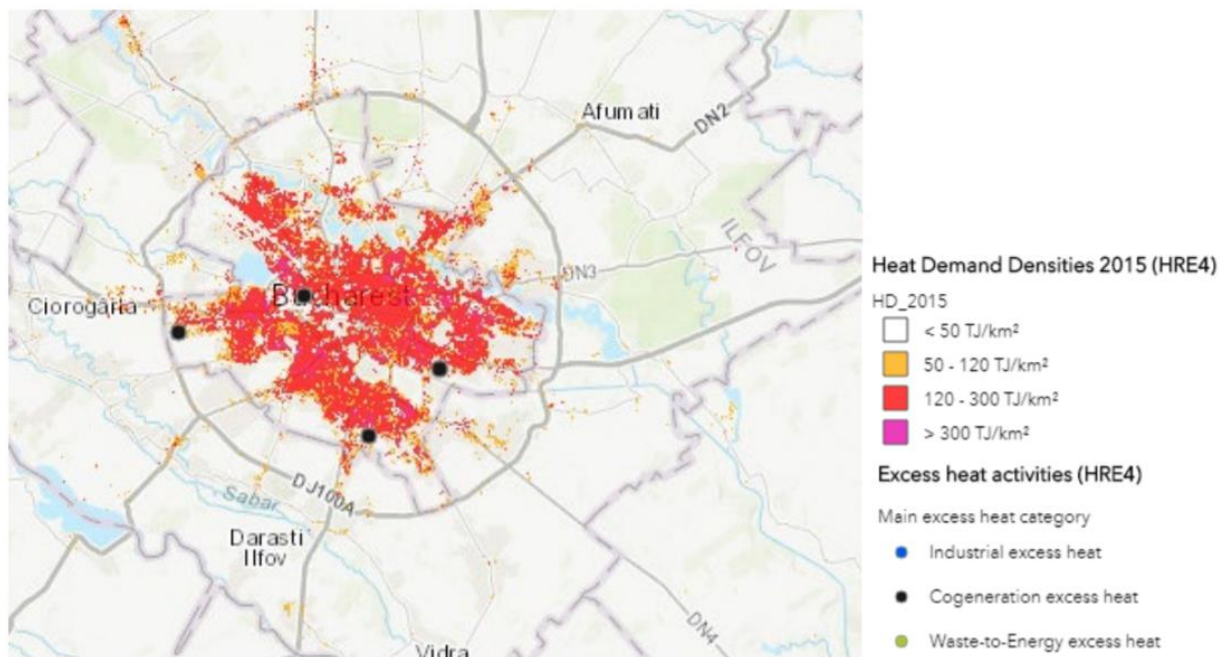 Afumati
DN2
ILFOV
DN3
Ciorogârla
Bucharest
DJ100A
Sabar
Darasti
Ilfov
DN4
Vidra
Heat Demand Densities 2015 (HRE4)
HD_2015
< 50 TJ/km²
50 - 120 TJ/km²
120 - 300 TJ/km²
> 300 TJ/km²
Excess heat activities (HRE4)
Main excess heat category
Industrial excess heat
Cogeneration excess heat
Waste-to-Energy excess heat